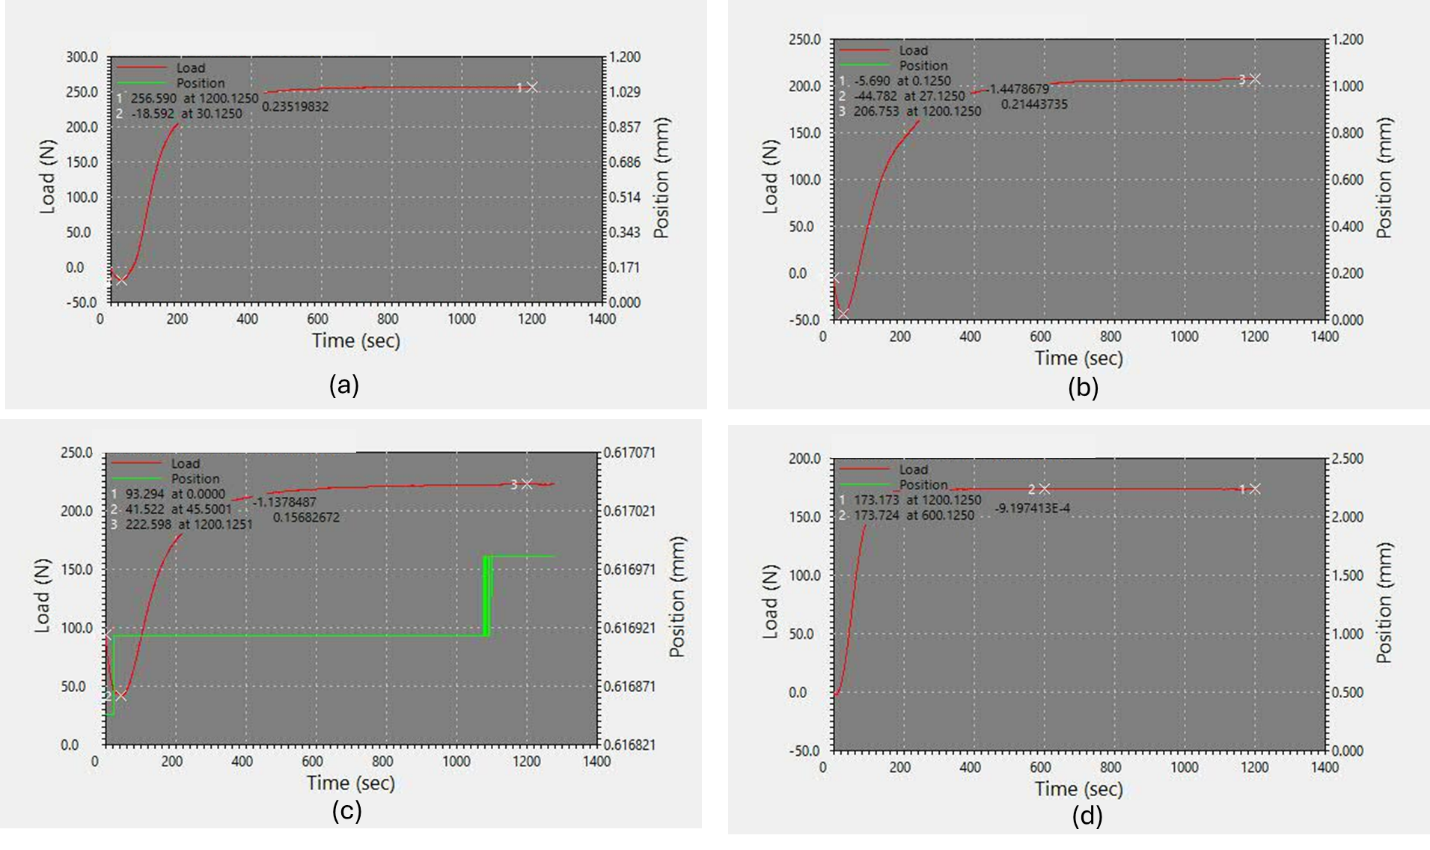 300.0
250.0
200.0
150.0
100.0
50.0
0.0
-50.0
Load (N)
Load
Position
1 256.590 at 1200.1250
2 -18.592 at 30.1250
0.23519832
1
1.200
1.029
0.857
0.686
0.514
0.343
0.171
0.000
Position (mm)
0 200 400 600 800 1000 1200 1400
Time (sec)
(a)
250.0
200.0
150.0
100.0
50.0
0.0
-50.0
Load (N)
Load
Position
1 -5.690 at 0.1250
2 -44.782 at 27.1250
3 206.753 at 1200.1250
-1.4478679
0.21443735
3
1.200
1.000
0.800
0.600
0.400
0.200
0.000
Position (mm)
0 200 400 600 800 1000 1200 1400
Time (sec)
(b)
250.0
200.0
150.0
100.0
50.0
0.0
Load (N)
Load
Position
1 93.294 at 0.0000
2 41.522 at 45.5001
3 222.598 at 1200.1251
-1.1378487
0.15682672
3
2
0.617071
0.617021
0.616971
0.616921
0.616871
0.616821
Position (mm)
0 200 400 600 800 1000 1200 1400
Time (sec)
(c)
200.0
150.0
100.0
50.0
0.0
-50.0
Load (N)
Load
Position
1 173.173 at 1200.1250
2 173.724 at 600.1250
-9.197413E-4
2
1
2.500
2.000
1.500
1.000
0.500
0.000
Position (mm)
0 200 400 600 800 1000 1200 1400
Time (sec)
(d)